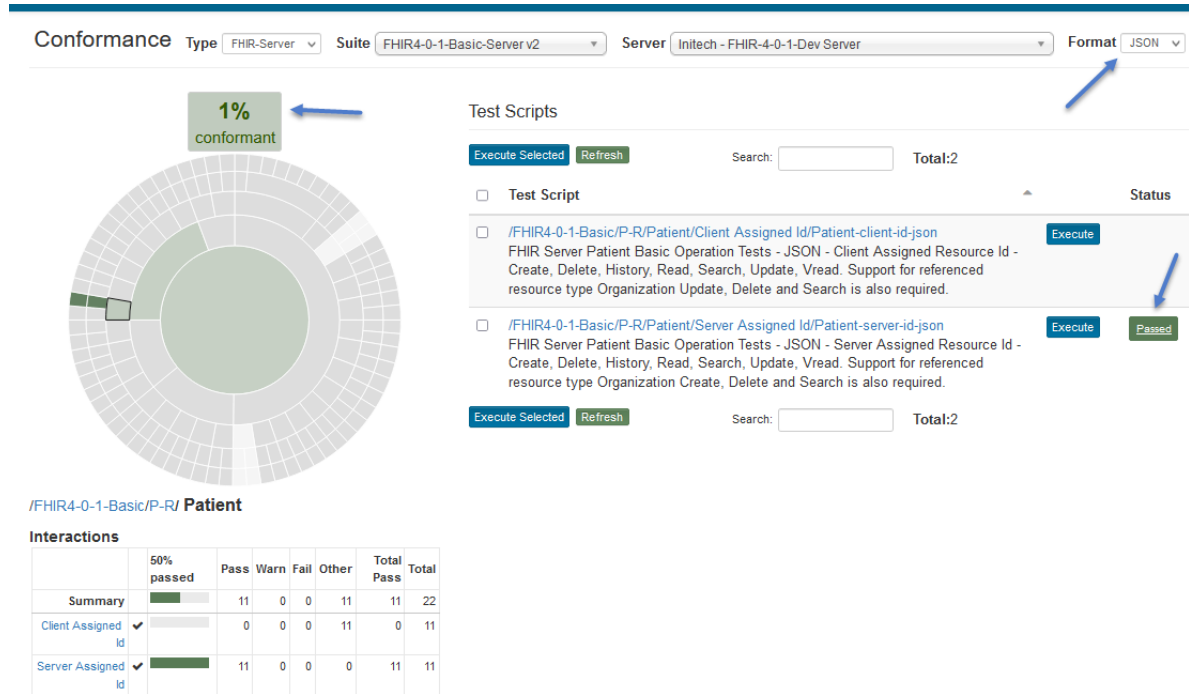 Conformance Type FHIR-Server Suite FHIR4-0-1-Basic-Server v2 Server Initech - FHIR-4-0-1-Dev Server Format JSON
1%
conformant
Test Scripts
Execute Selected Refresh Search: Total:2
Test Script Status
/FHIR4-0-1-Basic/P-R/Patient/Client Assigned Id/Patient-client-id-json Execute
FHIR Server Patient Basic Operation Tests - JSON - Client Assigned Resource Id -
Create, Delete, History, Read, Search, Update, Vread. Support for referenced
resource type Organization Update, Delete and Search is also required.
/FHIR4-0-1-Basic/P-R/Patient/Server Assigned Id/Patient-server-id-json Execute Passed
FHIR Server Patient Basic Operation Tests - JSON - Server Assigned Resource Id -
Create, Delete, History, Read, Search, Update, Vread. Support for referenced
resource type Organization Create, Delete and Search is also required.
Execute Selected Refresh Search: Total:2
/FHIR4-0-1-Basic/P-R/ Patient
Interactions
50% passed Pass Warn Fail Other Total Pass Total
Summary 11 0 0 11 11 22
Client Assigned Id 0 0 0 11 0 11
Server Assigned Id 11 0 0 0 11 11